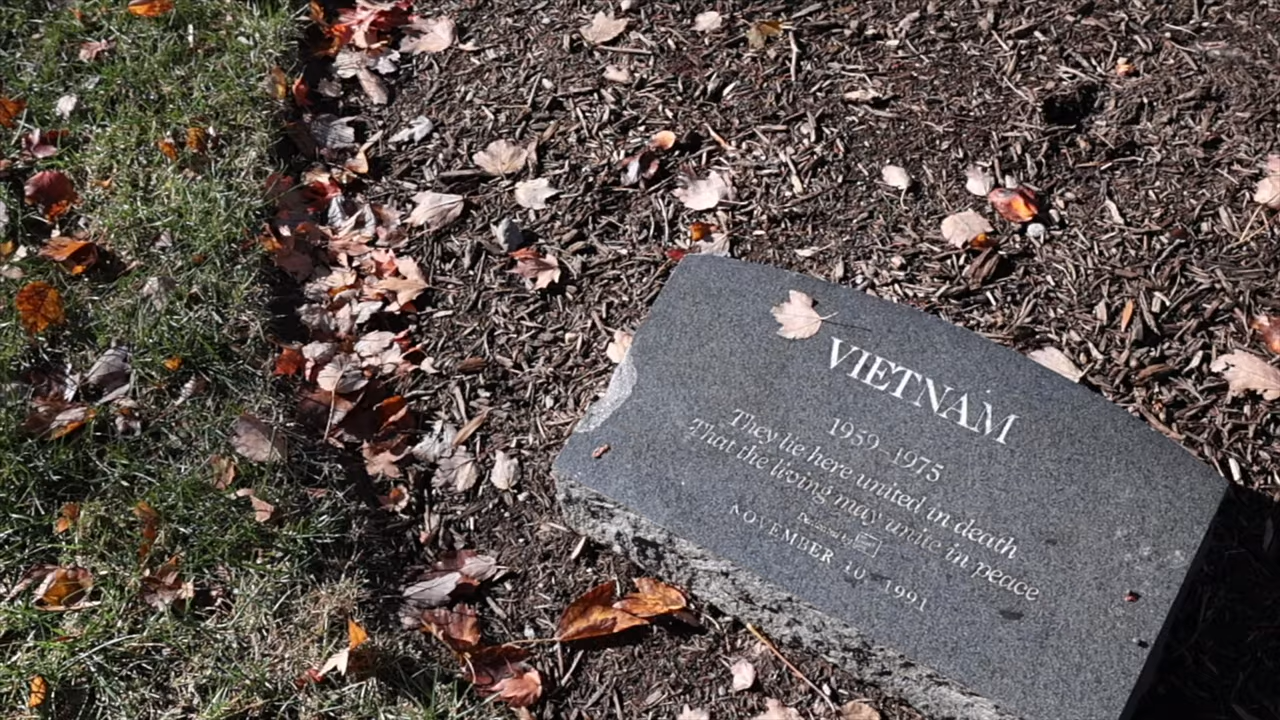 VIETNAM
1959–1975
They lie here united in death
That the living may unite in peace
NOVEMBER 10, 1991